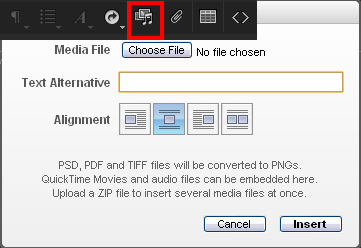 Media File Choose File No file chosen
Text Alternative
Alignment
PSD, PDF and TIFF files will be converted to PNGs.
QuickTime Movies and audio files can be embedded here.
Upload a ZIP file to insert several media files at once.
Cancel Insert